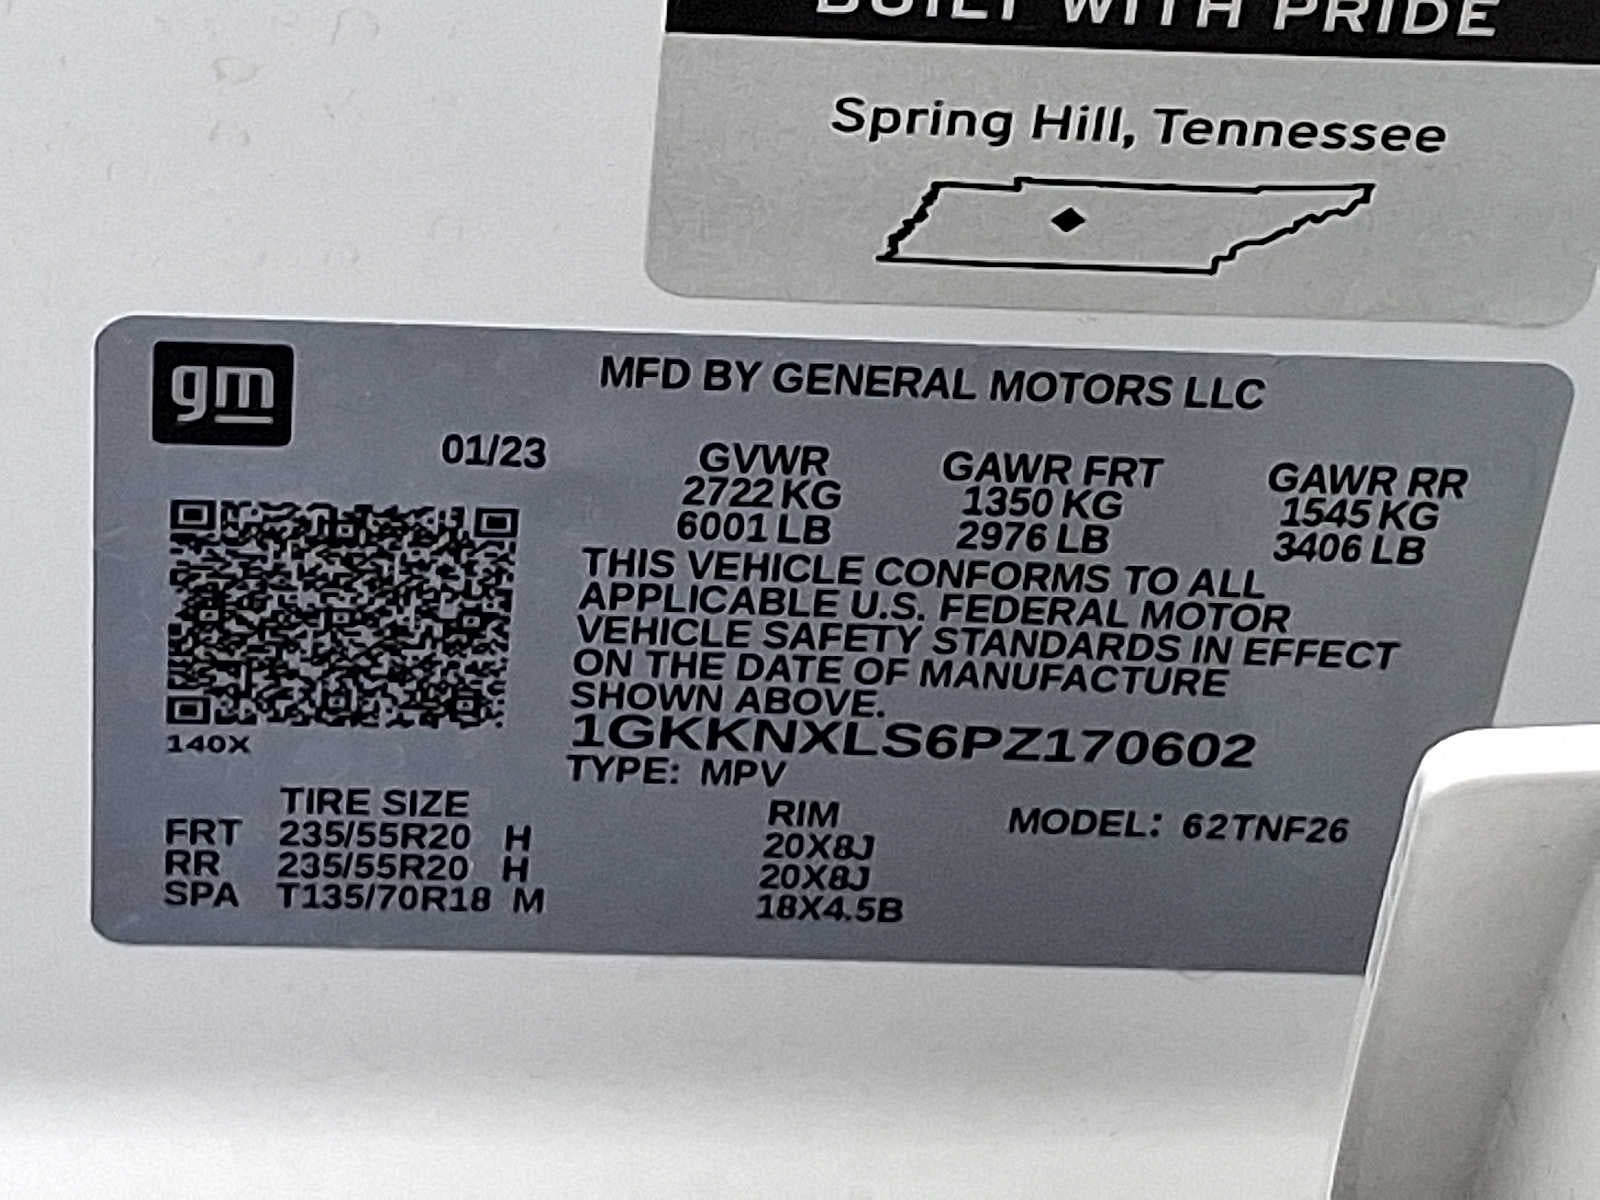 BUILT WITH PRIDE
Spring Hill, Tennessee
gm
MFD BY GENERAL MOTORS LLC
01/23
GVWR GAWR FRT GAWR RR
2722 KG 1350 KG 1545 KG
6001 LB 2976 LB 3406 LB
THIS VEHICLE CONFORMS TO ALL
APPLICABLE U.S. FEDERAL MOTOR
VEHICLE SAFETY STANDARDS IN EFFECT
ON THE DATE OF MANUFACTURE
SHOWN ABOVE.
1GKKNXLS6PZ170602
140X
TYPE: MPV
TIRE SIZE RIM MODEL: 62TNF26
FRT 235/55R20 H 20X8J
RR 235/55R20 H 20X8J
SPA T135/70R18 M 18X4.5B